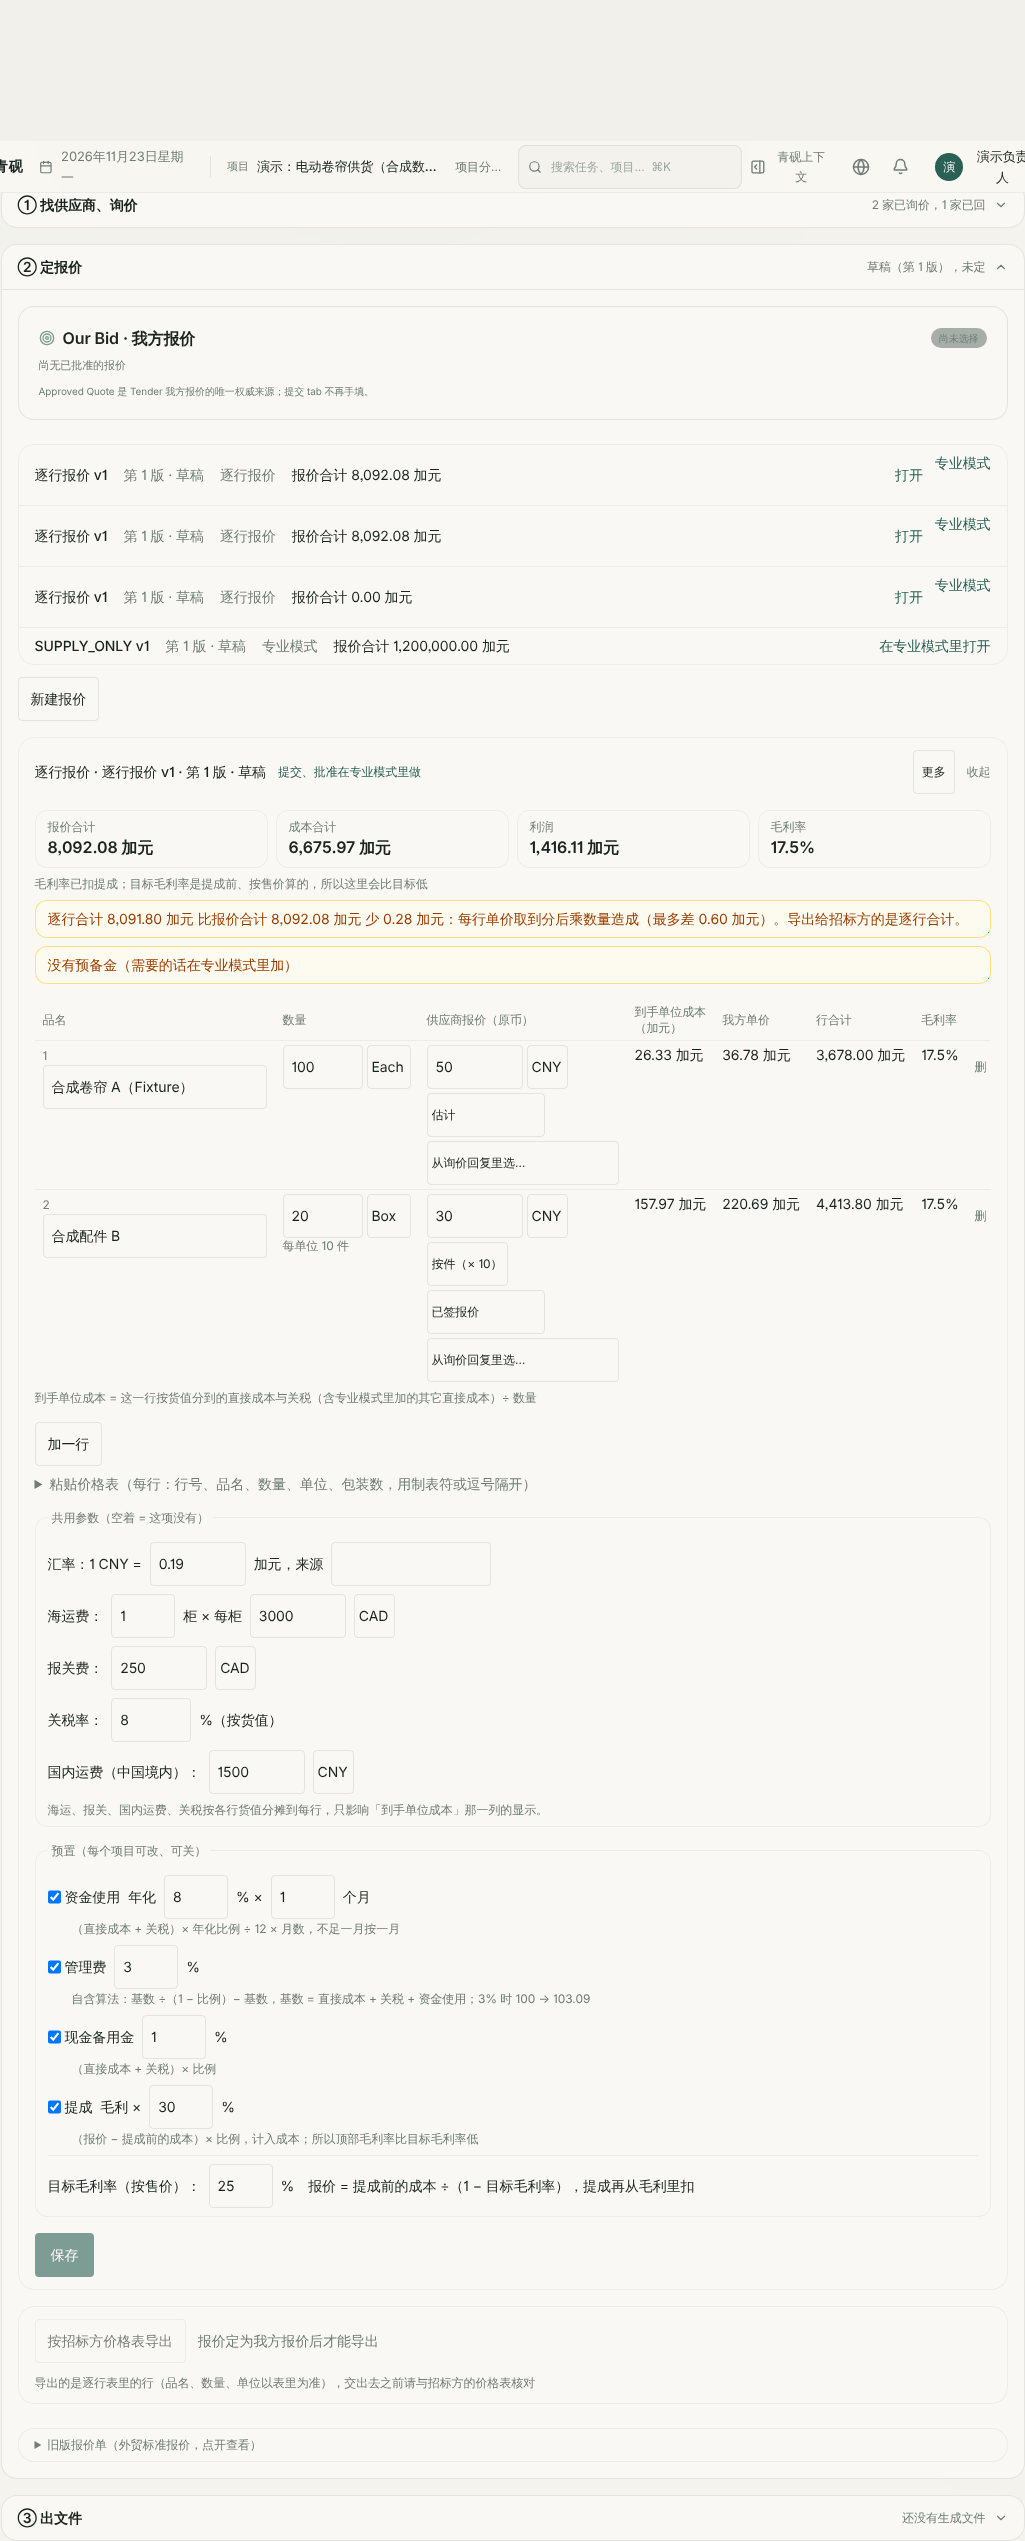 青砚 2026年11月23日星期一 项目 演示：电动卷帘供货（合成数... 项目分... 搜索任务、项目... ⌘K 青砚上下文 演 演示负责人
① 找供应商、询价 2 家已询价，1 家已回
② 定报价 草稿（第 1 版），未定
Our Bid · 我方报价 尚未选择
尚无已批准的报价
Approved Quote 是 Tender 我方报价的唯一权威来源；提交 tab 不再手填。
逐行报价 v1 第 1 版 · 草稿 逐行报价 报价合计 8,092.08 加元 打开 专业模式
逐行报价 v1 第 1 版 · 草稿 逐行报价 报价合计 8,092.08 加元 打开 专业模式
逐行报价 v1 第 1 版 · 草稿 逐行报价 报价合计 0.00 加元 打开 专业模式
SUPPLY_ONLY v1 第 1 版 · 草稿 专业模式 报价合计 1,200,000.00 加元 在专业模式里打开
新建报价
逐行报价 · 逐行报价 v1 · 第 1 版 · 草稿 提交、批准在专业模式里做 更多 收起
报价合计 成本合计 利润 毛利率
8,092.08 加元 6,675.97 加元 1,416.11 加元 17.5%
毛利率已扣提成；目标毛利率是提成前、按售价算的，所以这里会比目标低
逐行合计 8,091.80 加元 比报价合计 8,092.08 加元 少 0.28 加元：每行单价取到分后乘数量造成（最多差 0.60 加元）。导出给招标方的是逐行合计。
没有预备金（需要的话在专业模式里加）
品名 数量 供应商报价（原币） 到手单位成本（加元） 我方单价 行合计 毛利率
1
合成卷帘 A（Fixture） 100 Each 50 CNY 26.33 加元 36.78 加元 3,678.00 加元 17.5% 删
估计
从询价回复里选...
2
合成配件 B 20 Box 30 CNY 157.97 加元 220.69 加元 4,413.80 加元 17.5% 删
每单位 10 件
按件（× 10）
已签报价
从询价回复里选...
到手单位成本 = 这一行按货值分到的直接成本与关税（含专业模式里加的其它直接成本）÷ 数量
加一行
▶ 粘贴价格表（每行：行号、品名、数量、单位、包装数，用制表符或逗号隔开）
共用参数（空着 = 这项没有）
汇率：1 CNY = 0.19 加元，来源
海运费： 1 柜 × 每柜 3000 CAD
报关费： 250 CAD
关税率： 8 %（按货值）
国内运费（中国境内）： 1500 CNY
海运、报关、国内运费、关税按各行货值分摊到每行，只影响「到手单位成本」那一列的显示。
预置（每个项目可改、可关）
资金使用 年化 8 % × 1 个月
（直接成本 + 关税）× 年化比例 ÷ 12 × 月数，不足一月按一月
管理费 3 %
自含算法：基数 ÷（1 − 比例）− 基数，基数 = 直接成本 + 关税 + 资金使用；3% 时 100 → 103.09
现金备用金 1 %
（直接成本 + 关税）× 比例
提成 毛利 × 30 %
（报价 − 提成前的成本）× 比例，计入成本；所以顶部毛利率比目标毛利率低
目标毛利率（按售价）： 25 % 报价 = 提成前的成本 ÷（1 − 目标毛利率），提成再从毛利里扣
保存
按招标方价格表导出 报价定为我方报价后才能导出
导出的是逐行表里的行（品名、数量、单位以表里为准），交出去之前请与招标方的价格表核对
▶ 旧版报价单（外贸标准报价，点开查看）
③ 出文件 还没有生成文件